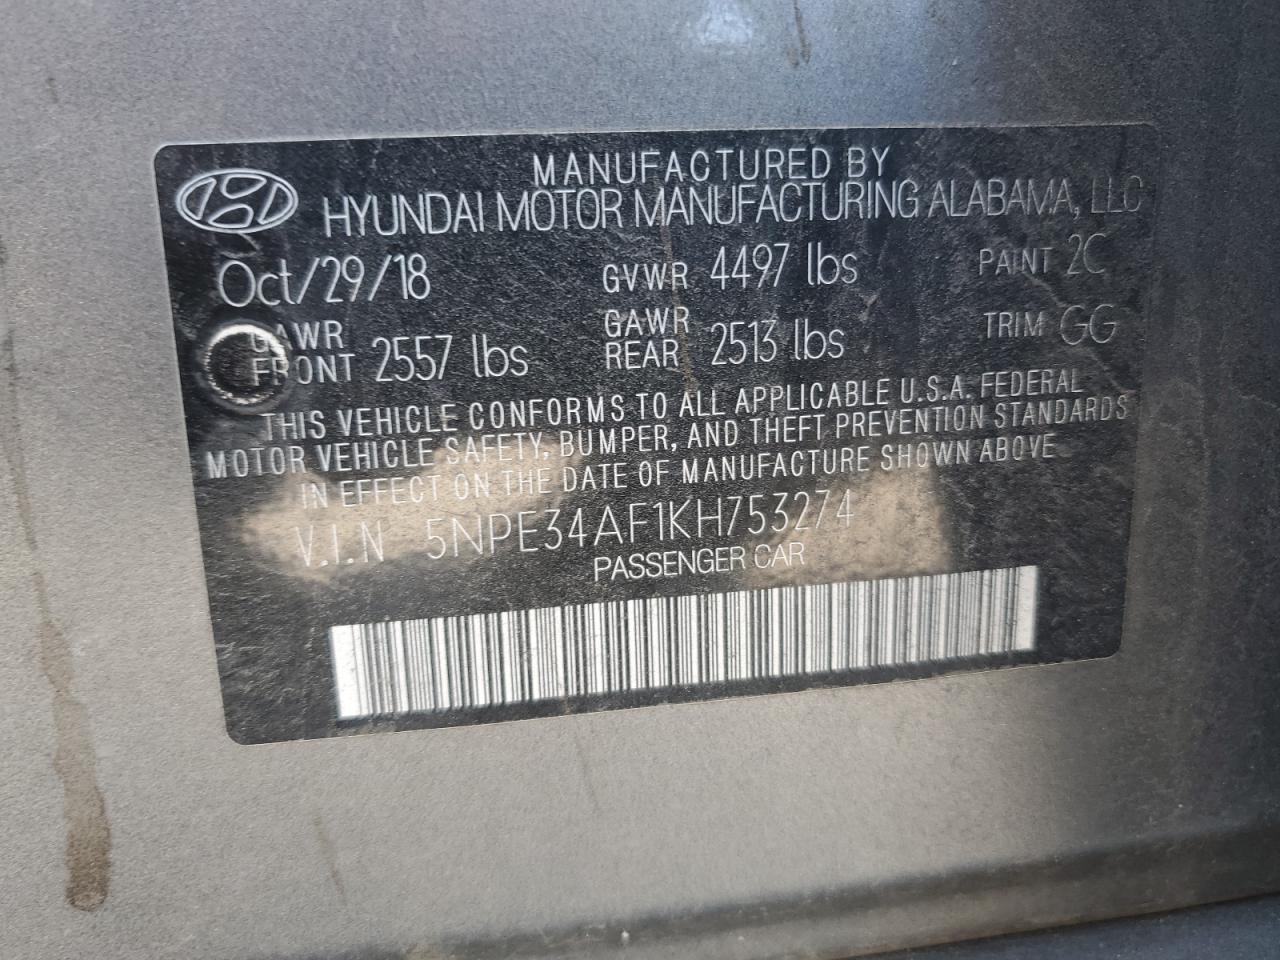 MANUFACTURED BY
HYUNDAI MOTOR MANUFACTURING ALABAMA, LLC
Oct/29/18 GVWR 4497 lbs PAINT 2C
GAWR FRONT 2557 lbs GAWR REAR 2513 lbs TRIM GG
THIS VEHICLE CONFORMS TO ALL APPLICABLE U.S.A. FEDERAL
MOTOR VEHICLE SAFETY, BUMPER, AND THEFT PREVENTION STANDARDS
IN EFFECT ON THE DATE OF MANUFACTURE SHOWN ABOVE
V.I.N 5NPE34AF1KH753274
PASSENGER CAR